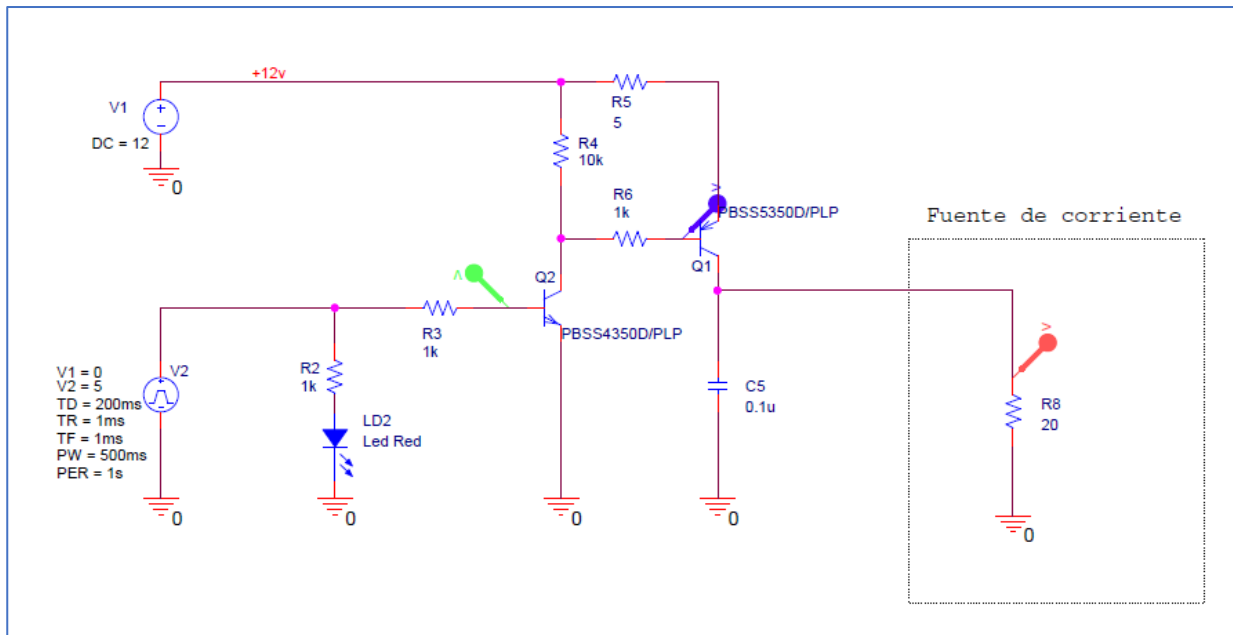 +12v
V1
DC = 12
0
R5
5
R4
10k
R6
1k
PBSS5350D/PLP
Q1
Fuente de corriente
Q2
PBSS4350D/PLP
R3
1k
V2
V1 = 0
V2 = 5
TD = 200ms
TR = 1ms
TF = 1ms
PW = 500ms
PER = 1s
R2
1k
LD2
Led Red
C5
0.1u
R8
20
0
0
0
0
0
V
V
V
+
-
+
-